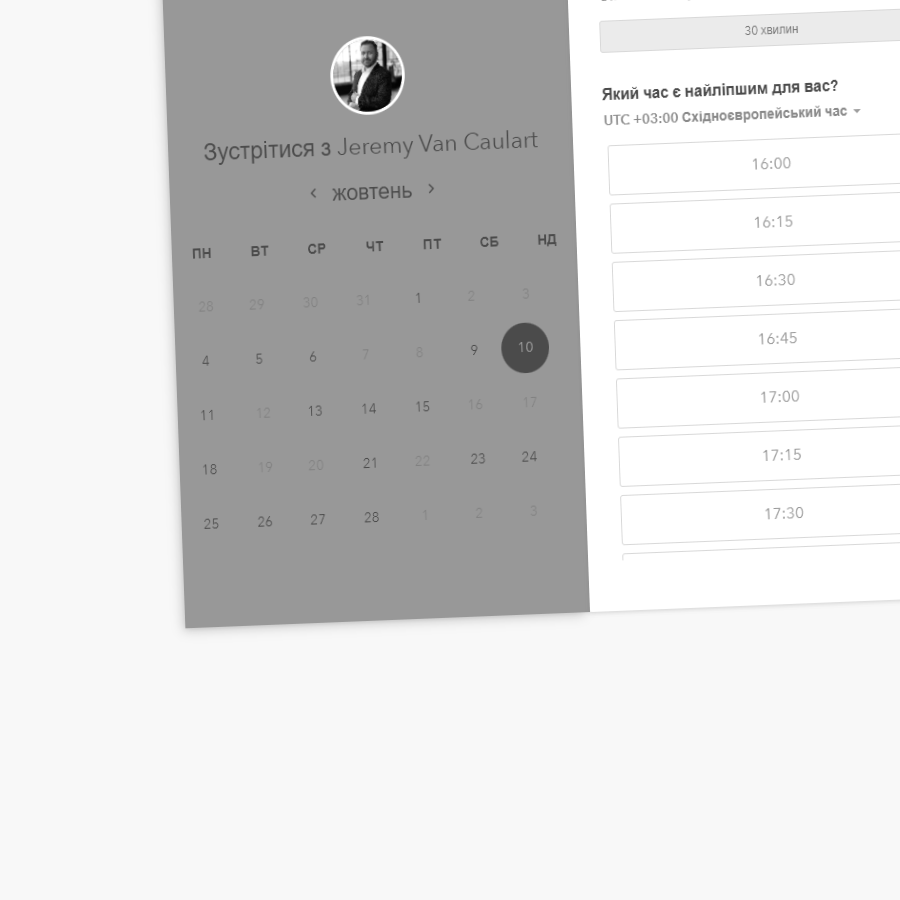 Зустрітися з Jeremy Van Caulart
‹ жовтень ›
ПН ВТ СР ЧТ ПТ СБ НД
28 29 30 31 1 2 3
4 5 6 7 8 9 10
11 12 13 14 15 16 17
18 19 20 21 22 23 24
25 26 27 28 1 2 3
30 хвилин
Який час є найліпшим для вас?
UTC +03:00 Східноєвропейський час
16:00
16:15
16:30
16:45
17:00
17:15
17:30